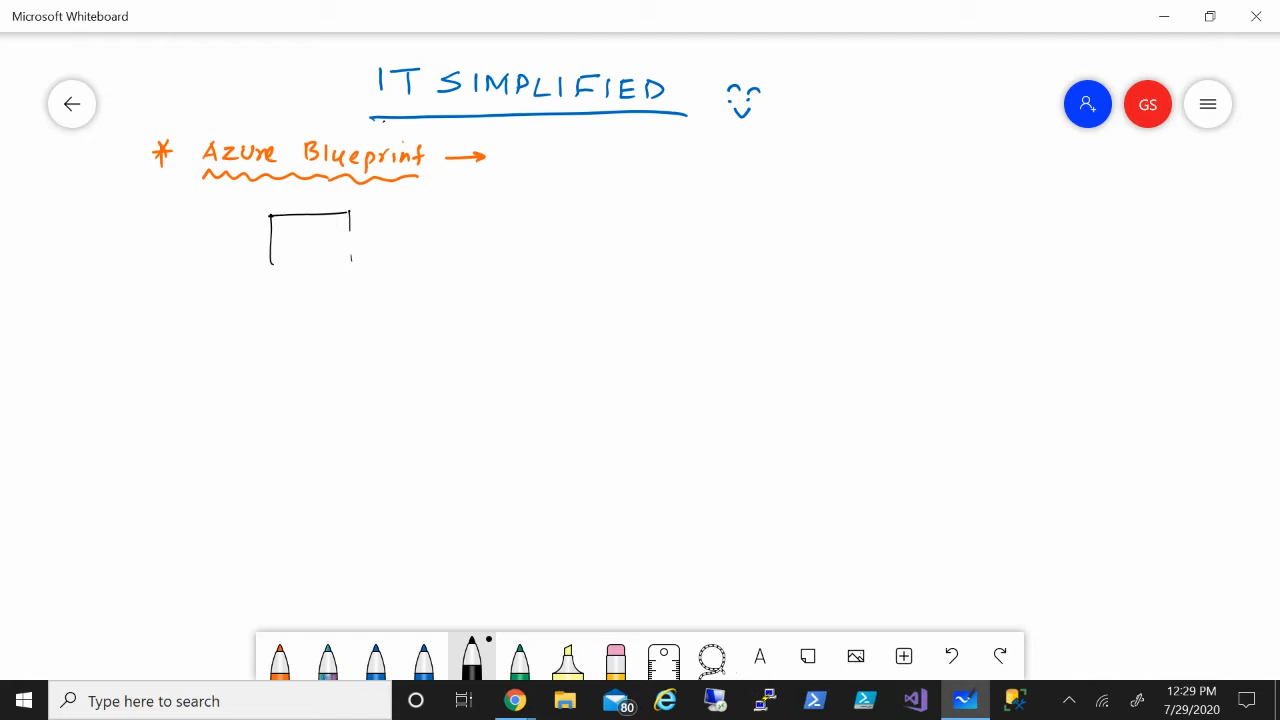 Microsoft Whiteboard
IT SIMPLIFIED
GS
* Azure Blueprint →
A
Type here to search
80
12:29 PM
7/29/2020